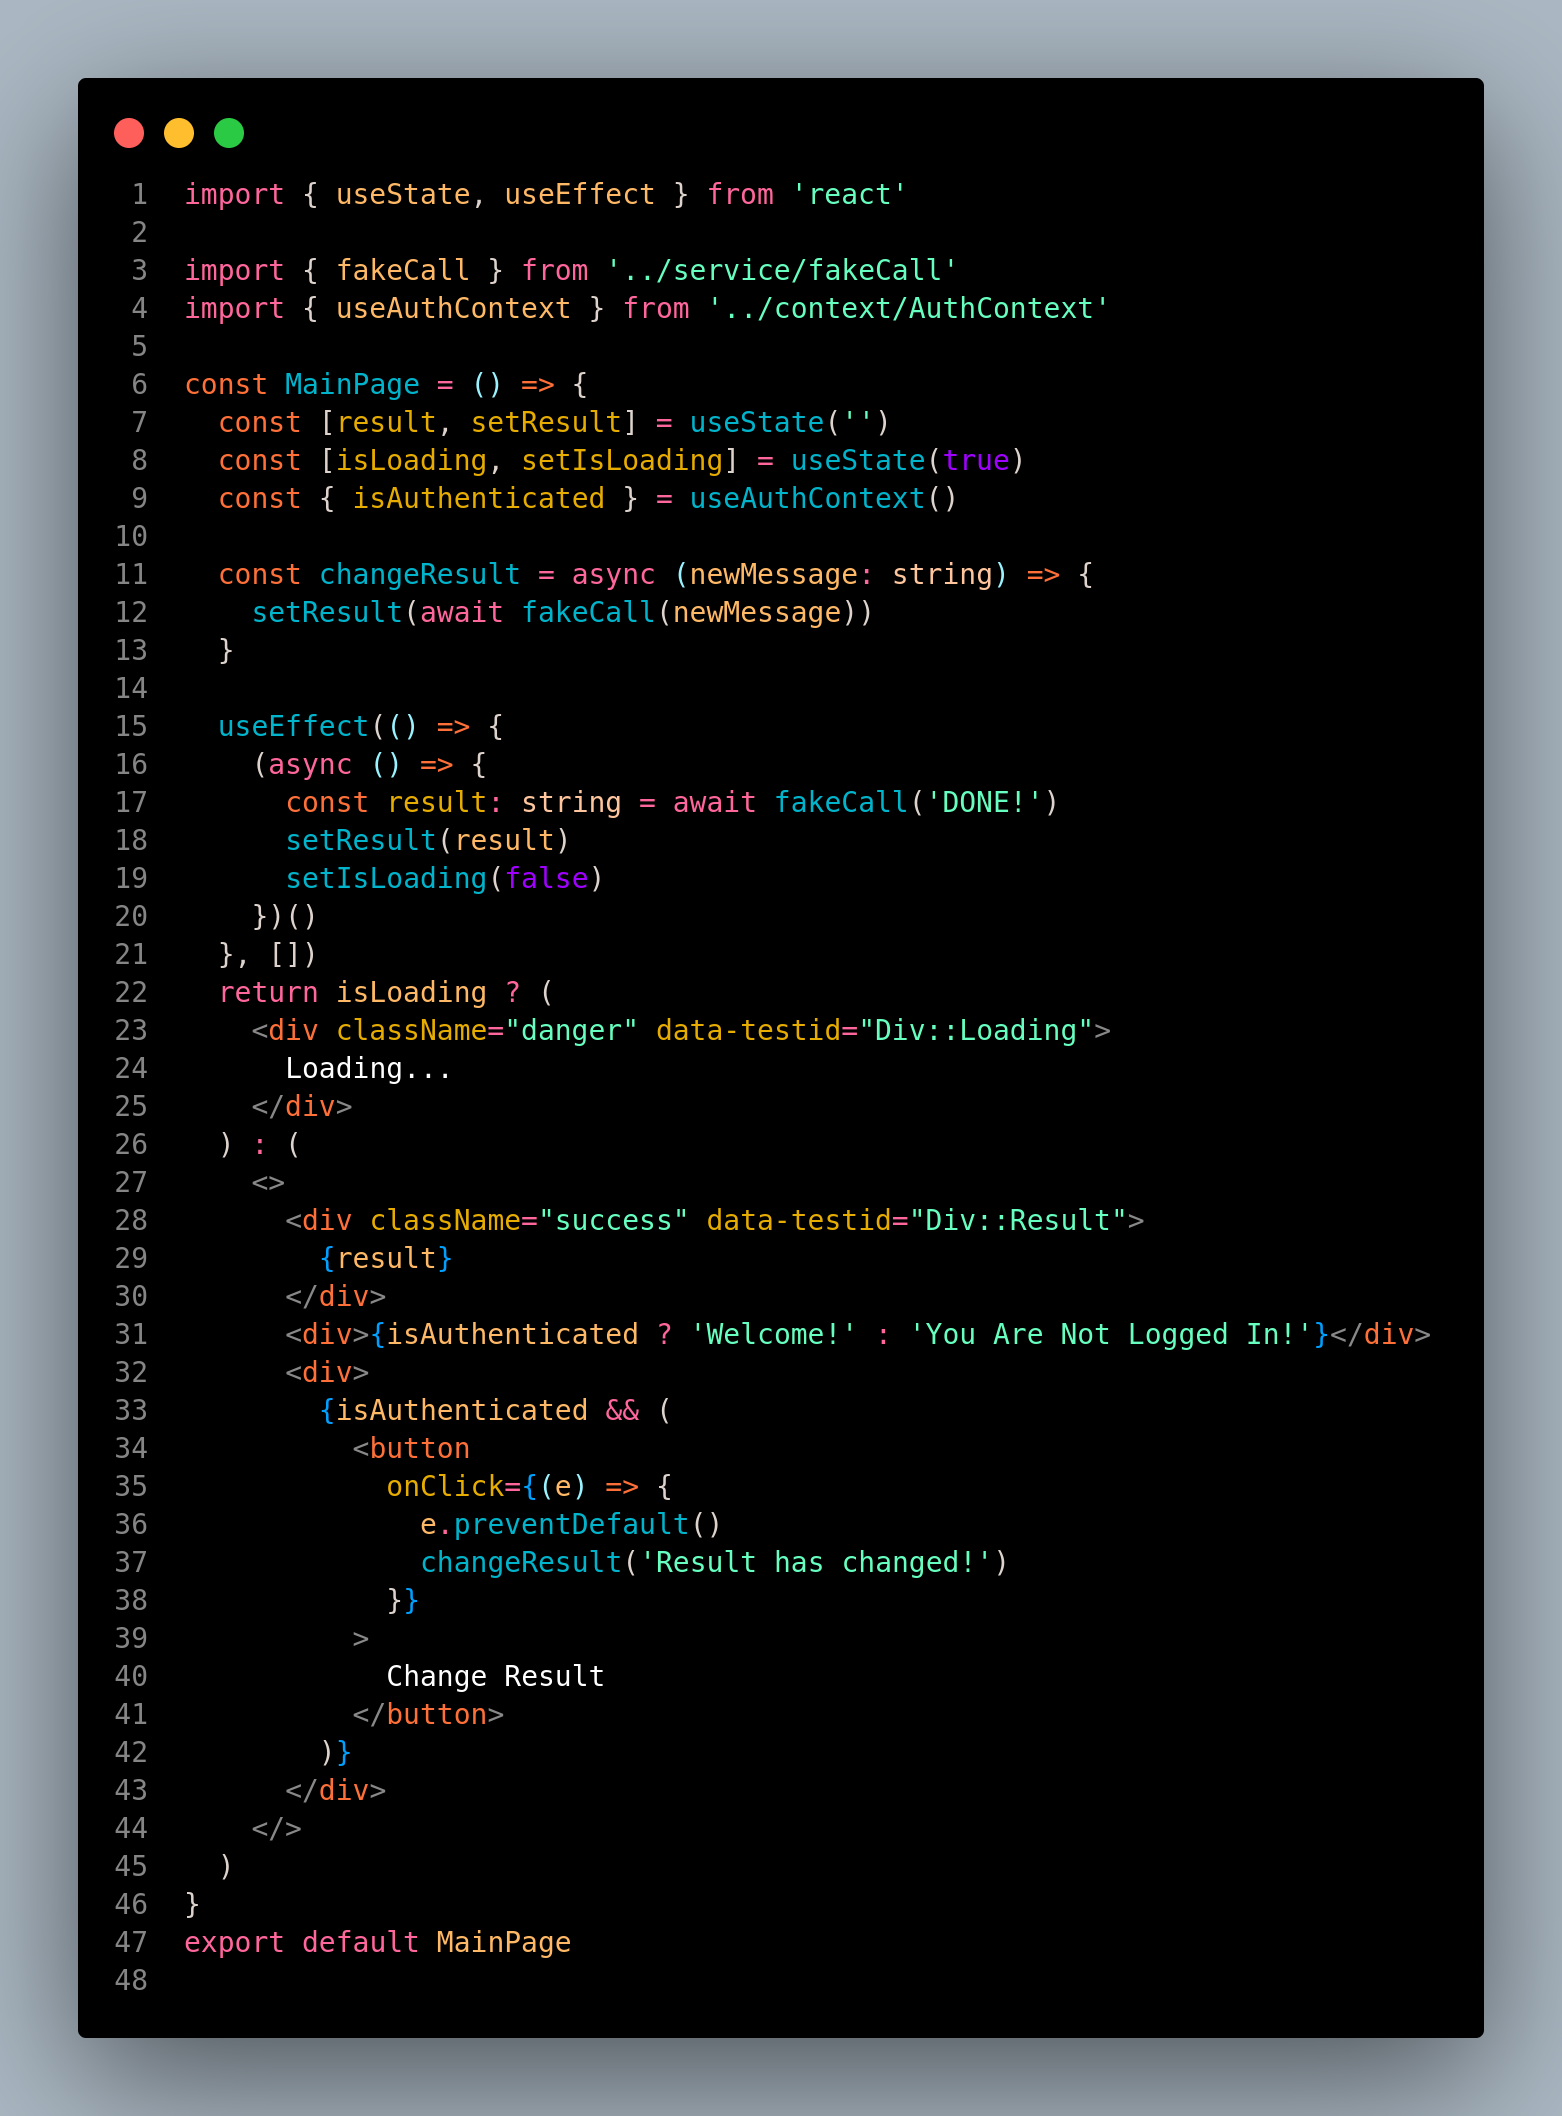 1 import { useState, useEffect } from 'react'
2
3 import { fakeCall } from '../service/fakeCall'
4 import { useAuthContext } from '../context/AuthContext'
5
6 const MainPage = () => {
7   const [result, setResult] = useState('')
8   const [isLoading, setIsLoading] = useState(true)
9   const { isAuthenticated } = useAuthContext()
10
11   const changeResult = async (newMessage: string) => {
12     setResult(await fakeCall(newMessage))
13   }
14
15   useEffect(() => {
16     (async () => {
17       const result: string = await fakeCall('DONE!')
18       setResult(result)
19       setIsLoading(false)
20     })()
21   }, [])
22   return isLoading ? (
23     <div className="danger" data-testid="Div::Loading">
24       Loading...
25     </div>
26   ) : (
27     <>
28       <div className="success" data-testid="Div::Result">
29         {result}
30       </div>
31       <div>{isAuthenticated ? 'Welcome!' : 'You Are Not Logged In!'}</div>
32       <div>
33         {isAuthenticated && (
34           <button
35             onClick={(e) => {
36               e.preventDefault()
37               changeResult('Result has changed!')
38             }}
39           >
40             Change Result
41           </button>
42         )}
43       </div>
44     </>
45   )
46 }
47 export default MainPage
48